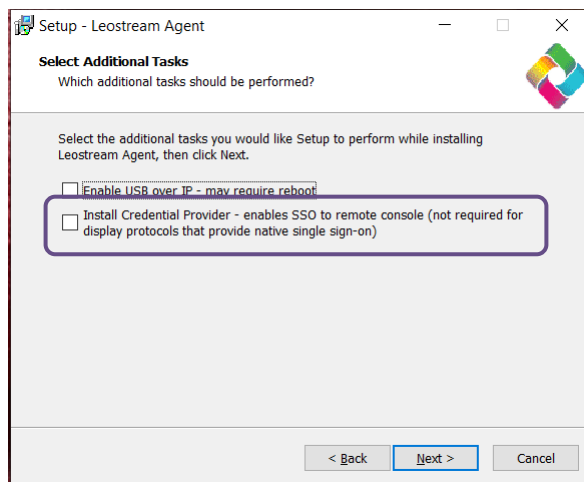 Setup - Leostream Agent
Select Additional Tasks
Which additional tasks should be performed?
Select the additional tasks you would like Setup to perform while installing
Leostream Agent, then click Next.
Enable USB over IP - may require reboot
Install Credential Provider - enables SSO to remote console (not required for
display protocols that provide native single sign-on)
< Back
Next >
Cancel